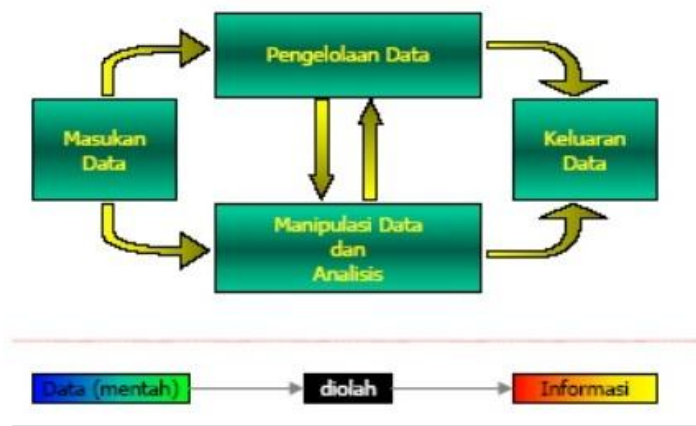 Pengelolaan Data
Masukan
Data
Keluaran
Data
Manipulasi Data
dan
Analisis
Data (mentah)
diolah
Informasi